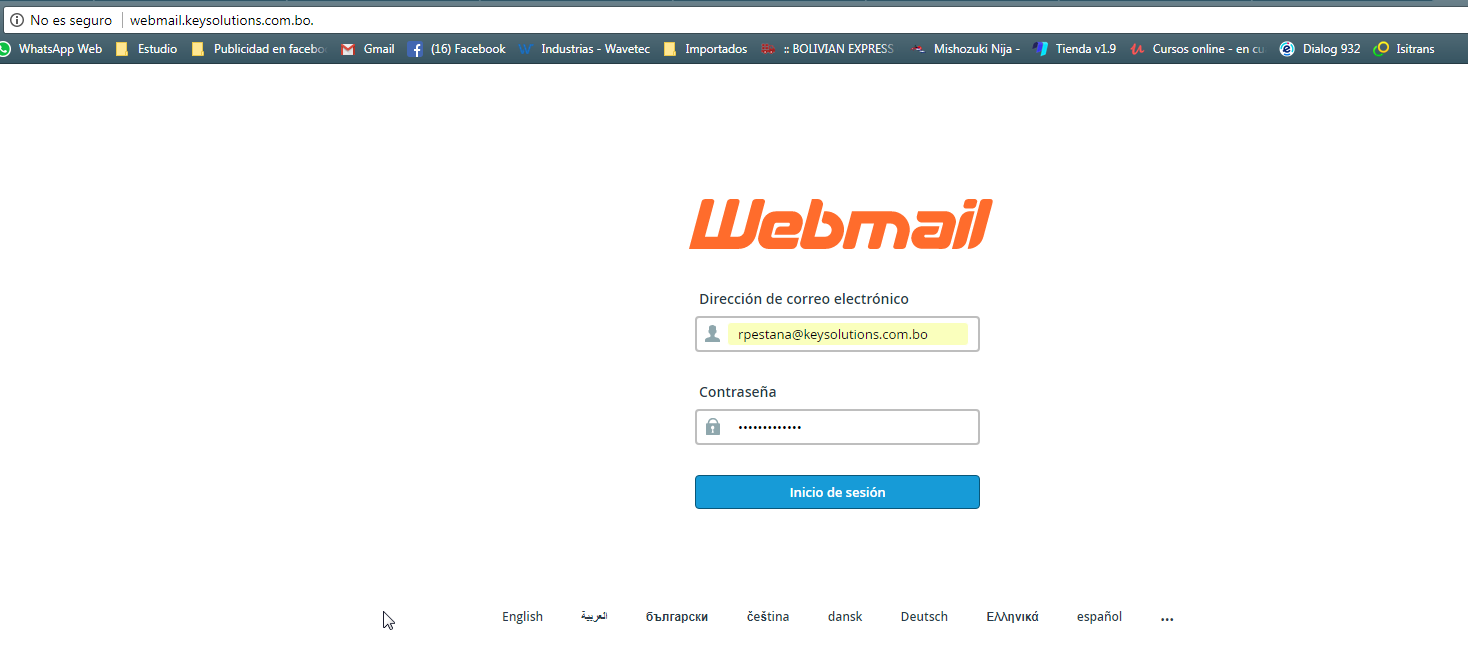 No es seguro webmail.keysolutions.com.bo.
WhatsApp Web Estudio Publicidad en facebo Gmail (16) Facebook Industrias - Wavetec Importados :: BOLIVIAN EXPRESS Mishozuki Nija - Tienda v1.9 Cursos online - en cu Dialog 932 Isitrans
Webmail
Dirección de correo electrónico
rpestana@keysolutions.com.bo
Contraseña
•••••••••••••
Inicio de sesión
English العربية български čeština dansk Deutsch Ελληνικά español ...